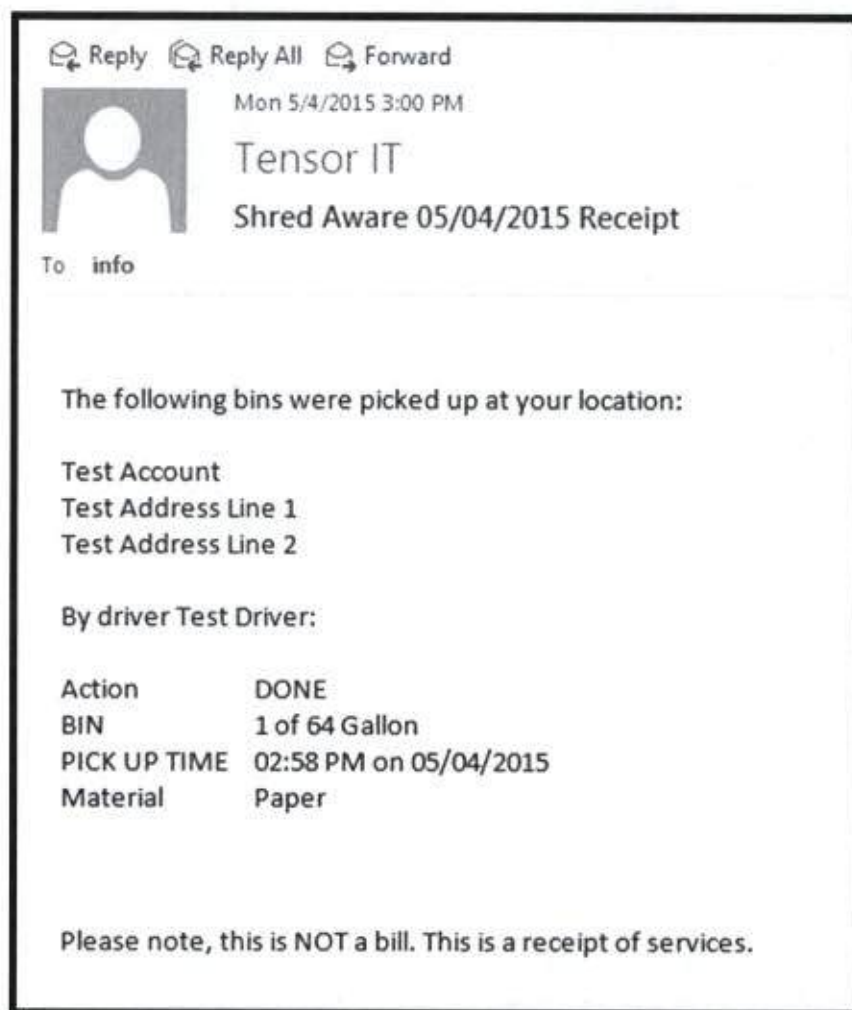 Reply Reply All Forward
Mon 5/4/2015 3:00 PM
Tensor IT
Shred Aware 05/04/2015 Receipt
To info
The following bins were picked up at your location:
Test Account
Test Address Line 1
Test Address Line 2
By driver Test Driver:
Action DONE
BIN 1 of 64 Gallon
PICK UP TIME 02:58 PM on 05/04/2015
Material Paper
Please note, this is NOT a bill. This is a receipt of services.